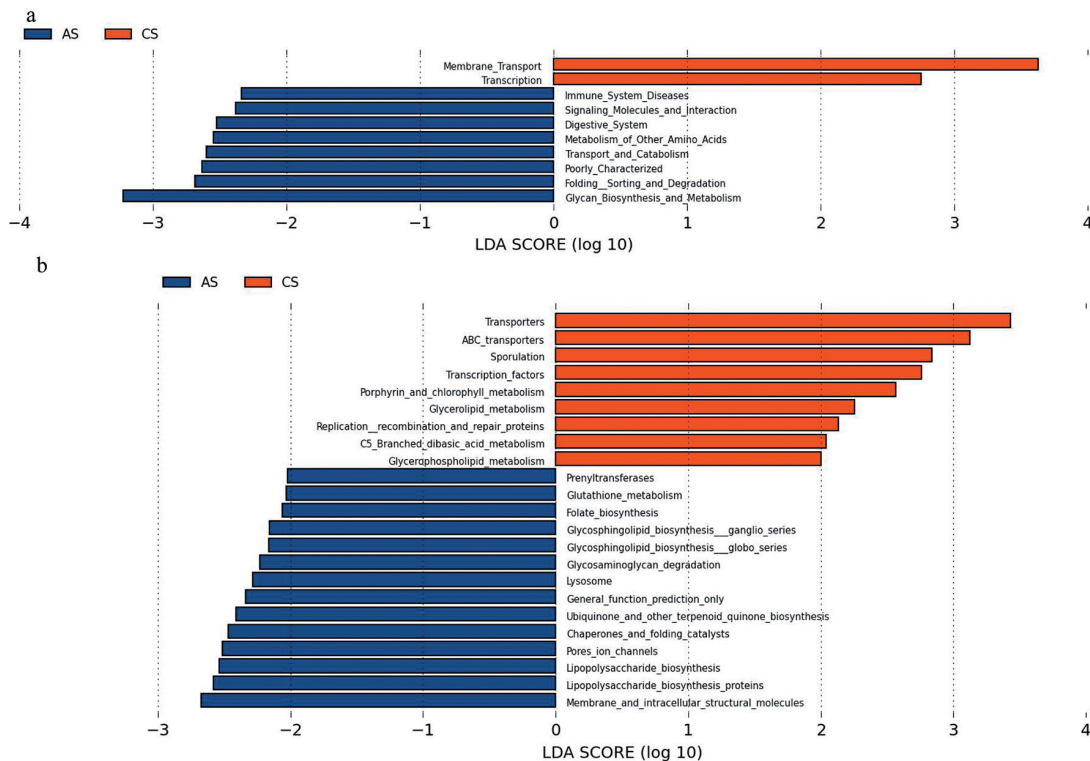 a
AS CS
Membrane_Transport
Transcription
Immune_System_Diseases
Signaling_Molecules_and_Interaction
Digestive_System
Metabolism_of_Other_Amino_Acids
Transport_and_Catabolism
Poorly_Characterized
Folding__Sorting_and_Degradation
Glycan_Biosynthesis_and_Metabolism
−4 −3 −2 −1 0 1 2 3 4
LDA SCORE (log 10)
b
AS CS
Transporters
ABC_transporters
Sporulation
Transcription_factors
Porphyrin_and_chlorophyll_metabolism
Glycerolipid_metabolism
Replication__recombination_and_repair_proteins
C5_Branched_dibasic_acid_metabolism
Glycerophospholipid_metabolism
Prenyltransferases
Glutathione_metabolism
Folate_biosynthesis
Glycosphingolipid_biosynthesis___ganglio_series
Glycosphingolipid_biosynthesis___globo_series
Glycosaminoglycan_degradation
Lysosome
General_function_prediction_only
Ubiquinone_and_other_terpenoid_quinone_biosynthesis
Chaperones_and_folding_catalysts
Pores_ion_channels
Lipopolysaccharide_biosynthesis
Lipopolysaccharide_biosynthesis_proteins
Membrane_and_intracellular_structural_molecules
−3 −2 −1 0 1 2 3 4
LDA SCORE (log 10)